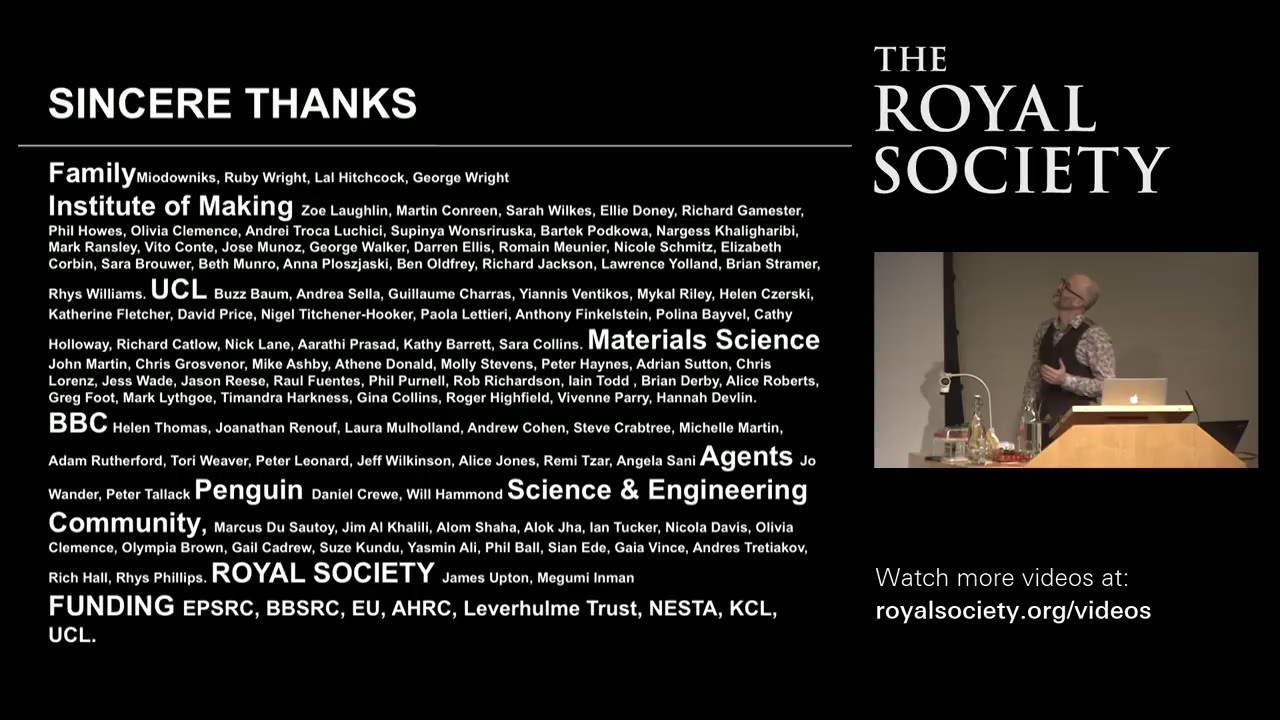 SINCERE THANKS
FamilyMiodowniks, Ruby Wright, Lal Hitchcock, George Wright
Institute of Making Zoe Laughlin, Martin Conreen, Sarah Wilkes, Ellie Doney, Richard Gamester,
Phil Howes, Olivia Clemence, Andrei Troca Luchici, Supinya Wonsriruska, Bartek Podkowa, Nargess Khaligharibi,
Mark Ransley, Vito Conte, Jose Munoz, George Walker, Darren Ellis, Romain Meunier, Nicole Schmitz, Elizabeth
Corbin, Sara Brouwer, Beth Munro, Anna Ploszjaski, Ben Oldfrey, Richard Jackson, Lawrence Yolland, Brian Stramer,
Rhys Williams. UCL Buzz Baum, Andrea Sella, Guillaume Charras, Yiannis Ventikos, Mykal Riley, Helen Czerski,
Katherine Fletcher, David Price, Nigel Titchener-Hooker, Paola Lettieri, Anthony Finkelstein, Polina Bayvel, Cathy
Holloway, Richard Catlow, Nick Lane, Aarathi Prasad, Kathy Barrett, Sara Collins. Materials Science
John Martin, Chris Grosvenor, Mike Ashby, Athene Donald, Molly Stevens, Peter Haynes, Adrian Sutton, Chris
Lorenz, Jess Wade, Jason Reese, Raul Fuentes, Phil Purnell, Rob Richardson, Iain Todd , Brian Derby, Alice Roberts,
Greg Foot, Mark Lythgoe, Timandra Harkness, Gina Collins, Roger Highfield, Vivenne Parry, Hannah Devlin.
BBC Helen Thomas, Joanathan Renouf, Laura Mulholland, Andrew Cohen, Steve Crabtree, Michelle Martin,
Adam Rutherford, Tori Weaver, Peter Leonard, Jeff Wilkinson, Alice Jones, Remi Tzar, Angela Sani Agents Jo
Wander, Peter Tallack Penguin Daniel Crewe, Will Hammond Science & Engineering
Community, Marcus Du Sautoy, Jim Al Khalili, Alom Shaha, Alok Jha, Ian Tucker, Nicola Davis, Olivia
Clemence, Olympia Brown, Gail Cadrew, Suze Kundu, Yasmin Ali, Phil Ball, Sian Ede, Gaia Vince, Andres Tretiakov,
Rich Hall, Rhys Phillips. ROYAL SOCIETY James Upton, Megumi Inman
FUNDING EPSRC, BBSRC, EU, AHRC, Leverhulme Trust, NESTA, KCL,
UCL.
THE
ROYAL
SOCIETY
Watch more videos at:
royalsociety.org/videos